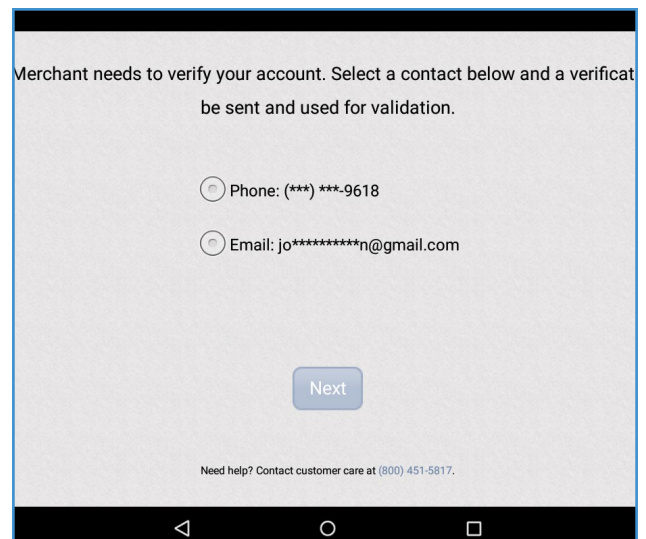 Merchant needs to verify your account. Select a contact below and a verificat
be sent and used for validation.
Phone: (***) ***-9618
Email: jo**********n@gmail.com
Next
Need help? Contact customer care at (800) 451-5817.